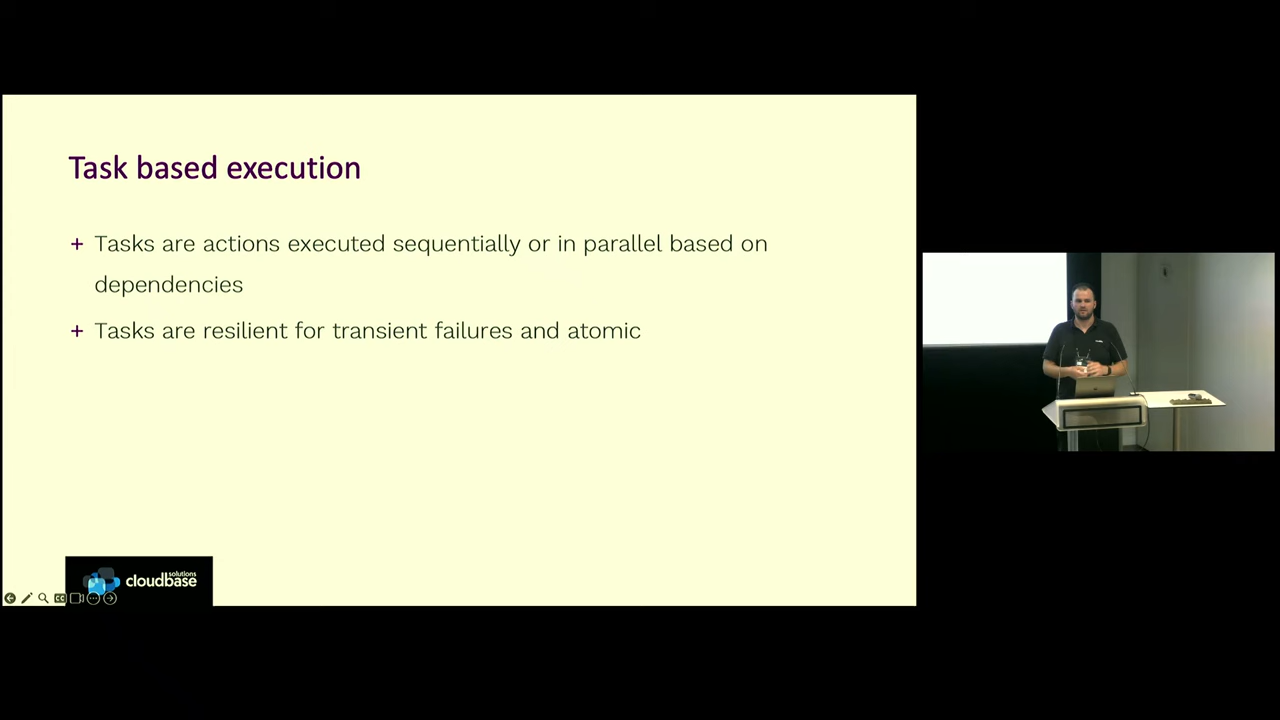 Task based execution
+ Tasks are actions executed sequentially or in parallel based on
dependencies
+ Tasks are resilient for transient failures and atomic
solutions
cloudbase